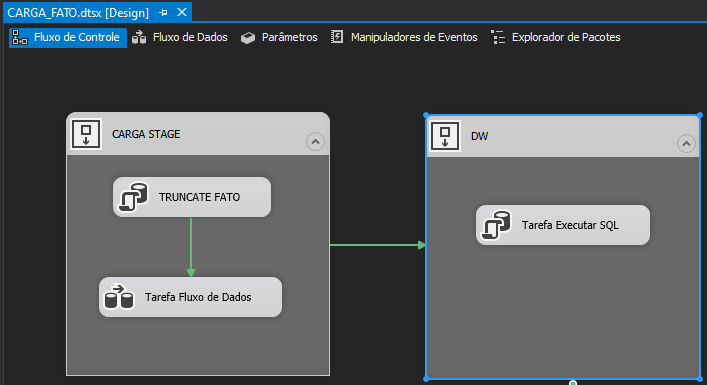 CARGA_FATO.dtsx [Design]
Fluxo de Controle
Fluxo de Dados
Parâmetros
Manipuladores de Eventos
Explorador de Pacotes
CARGA STAGE
DW
TRUNCATE FATO
Tarefa Executar SQL
Tarefa Fluxo de Dados